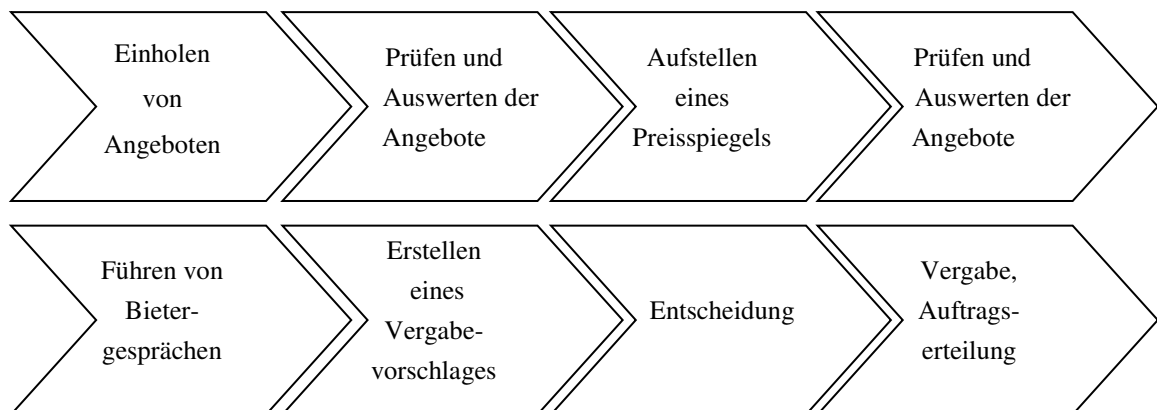 Einholen
von
Angeboten
Prüfen und
Auswerten der
Angebote
Aufstellen
eines
Preisspiegels
Prüfen und
Auswerten der
Angebote
Führen von
Bieter-
gesprächen
Erstellen
eines
Vergabe-
vorschlages
Entscheidung
Vergabe,
Auftrags-
erteilung